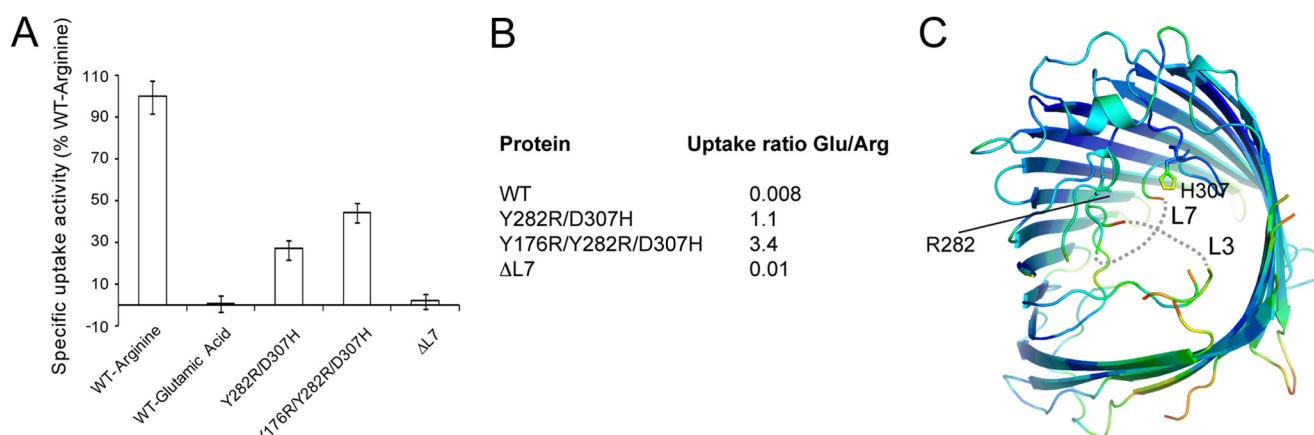 A
Specific uptake activity (% WT-Arginine)
110
90
70
50
30
10
-10
WT-Arginine
WT-Glutamic Acid
Y282R/D307H
Y176R/Y282R/D307H
ΔL7
B
Protein Uptake ratio Glu/Arg
WT 0.008
Y282R/D307H 1.1
Y176R/Y282R/D307H 3.4
ΔL7 0.01
C
H307
L7
R282
L3